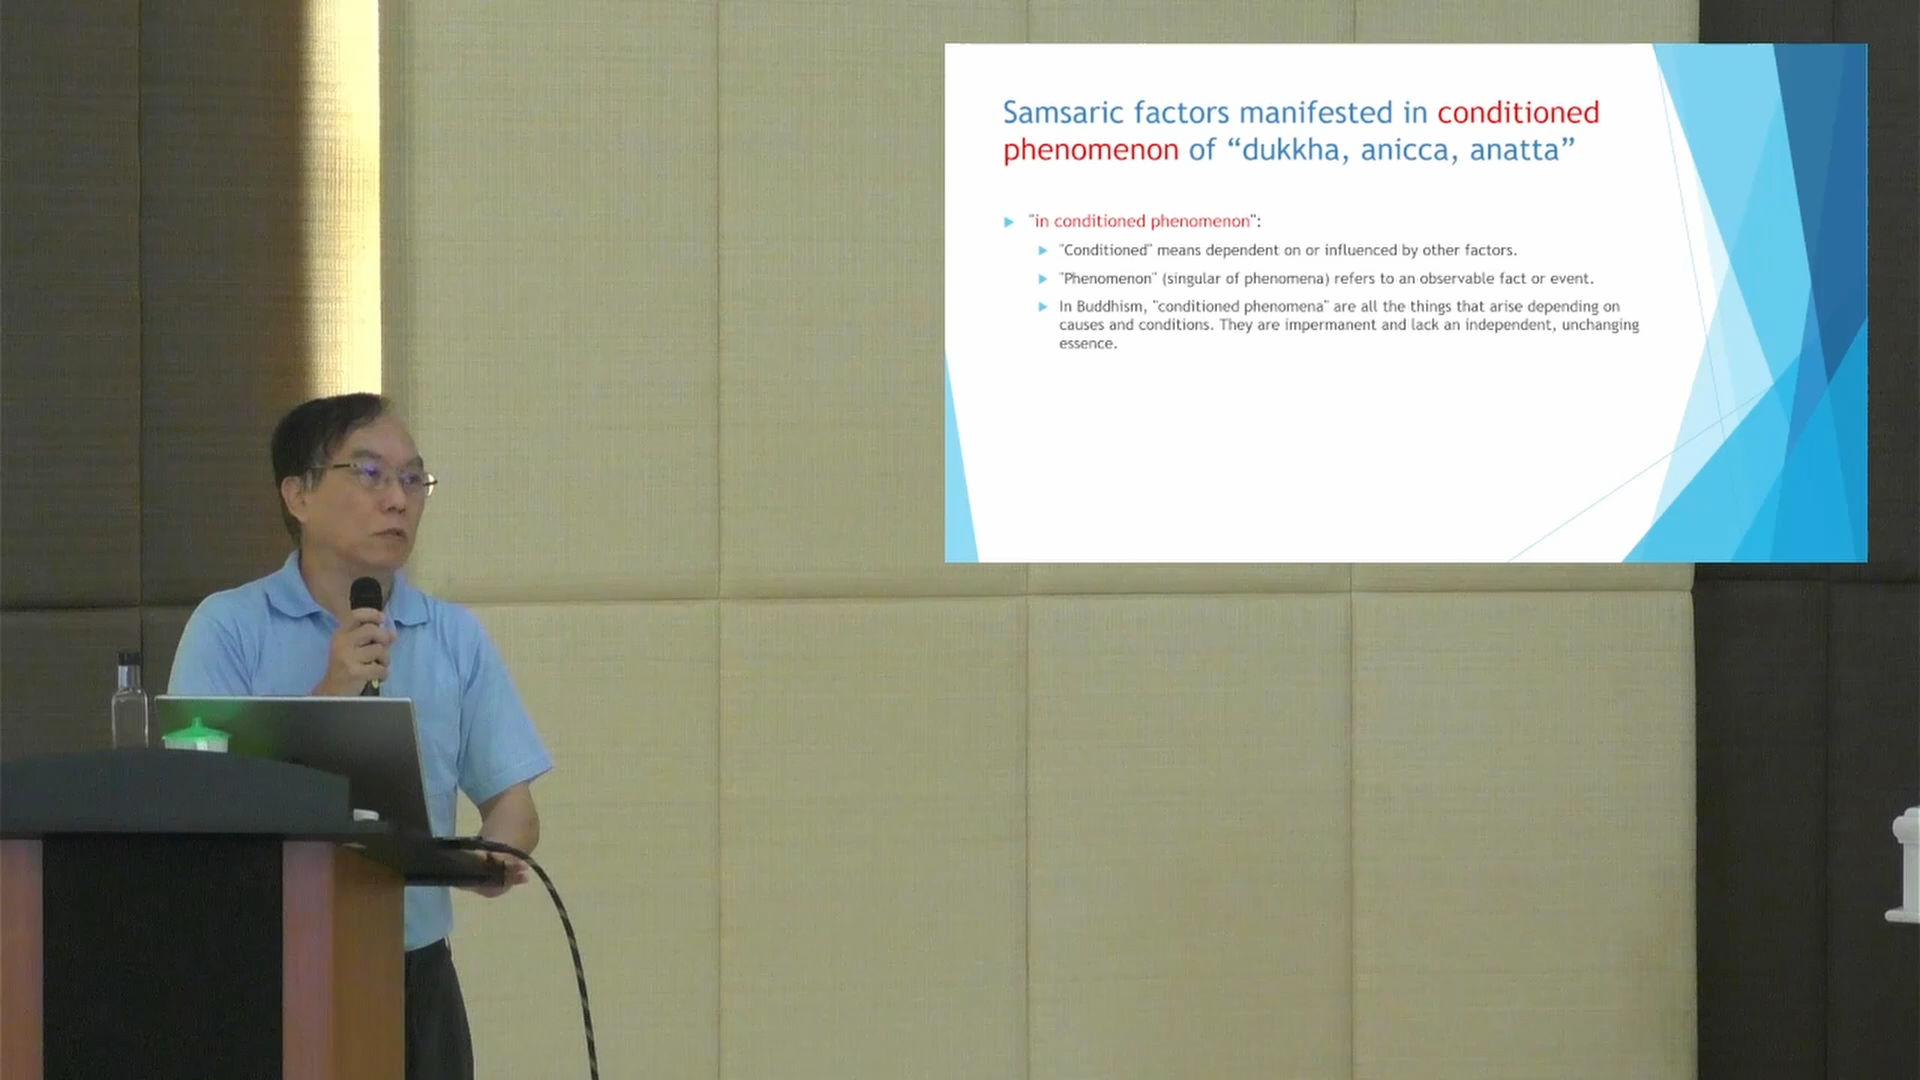 Samsaric factors manifested in conditioned
phenomenon of “dukkha, anicca, anatta”
"in conditioned phenomenon":
"Conditioned" means dependent on or influenced by other factors.
"Phenomenon" (singular of phenomena) refers to an observable fact or event.
In Buddhism, "conditioned phenomena" are all the things that arise depending on
causes and conditions. They are impermanent and lack an independent, unchanging
essence.